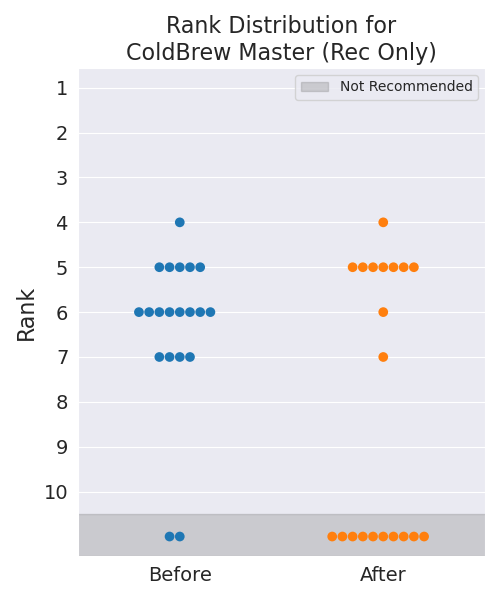 Rank Distribution for
ColdBrew Master (Rec Only)
Not Recommended
Rank
1
2
3
4
5
6
7
8
9
10
Before
After